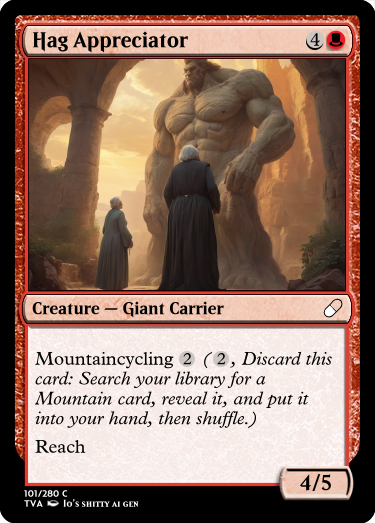 Hag Appreciator 4
Creature — Giant Carrier
Mountaincycling 2 (2, Discard this
card: Search your library for a
Mountain card, reveal it, and put it
into your hand, then shuffle.)
Reach
4/5
101/280 C
TVA Io's shitty ai gen